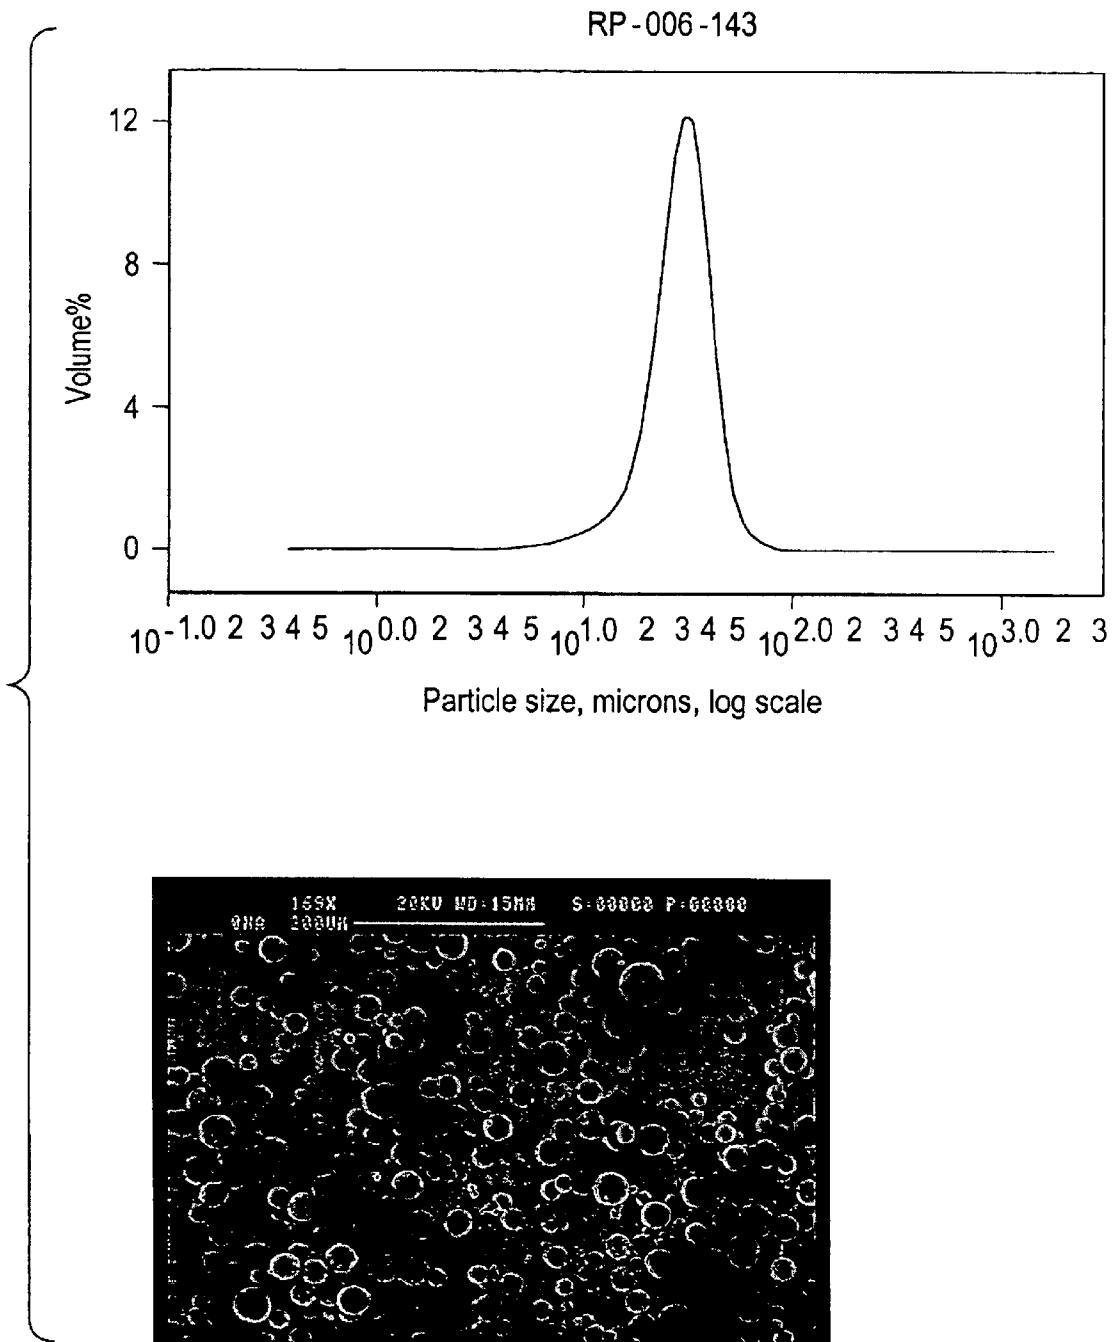 RP-006-143
12
8
4
0
Volume%
10-1.0 2 3 4 5 100.0 2 3 4 5 101.0 2 3 4 5 102.0 2 3 4 5 103.0 2 3
Particle size, microns, log scale
169X 20KV WD:15MM S:00000 P:00000
200UM